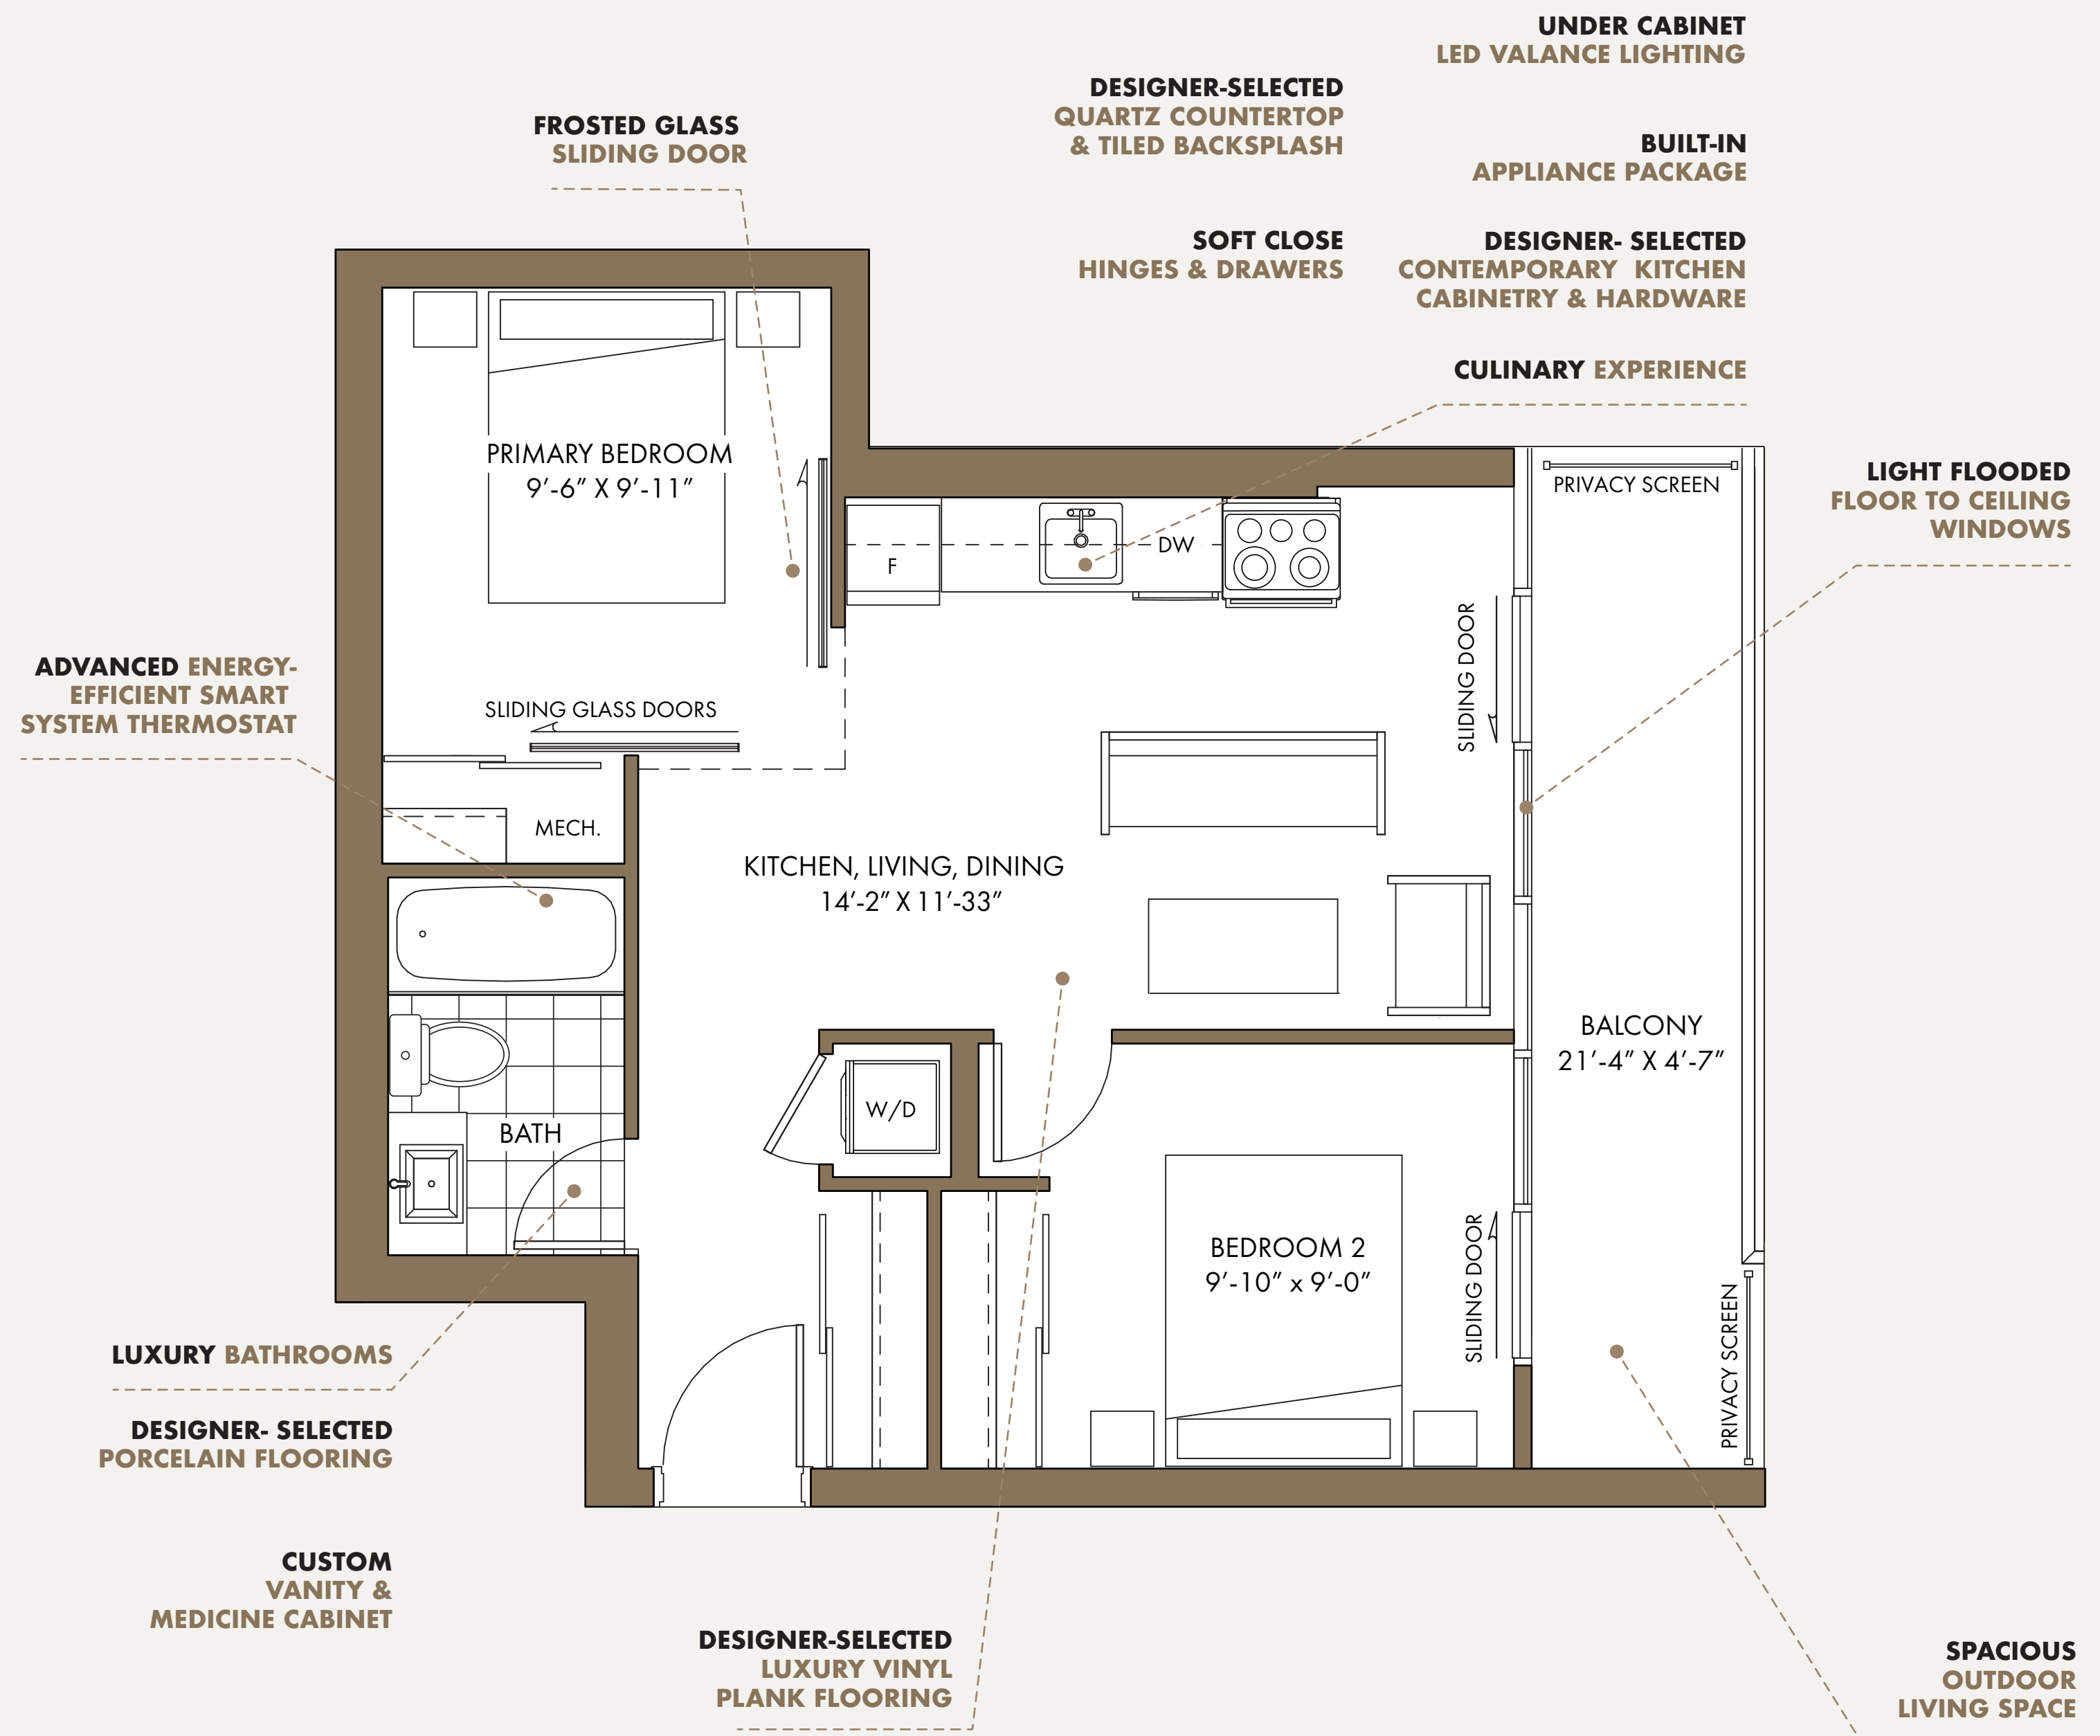 UNDER CABINET
LED VALANCE LIGHTING
DESIGNER-SELECTED
QUARTZ COUNTERTOP
& TILED BACKSPLASH
FROSTED GLASS
SLIDING DOOR
BUILT-IN
APPLIANCE PACKAGE
SOFT CLOSE
HINGES & DRAWERS
DESIGNER- SELECTED
CONTEMPORARY KITCHEN
CABINETRY & HARDWARE
CULINARY EXPERIENCE
LIGHT FLOODED
FLOOR TO CEILING
WINDOWS
PRIMARY BEDROOM
9’-6” X 9’-11”
PRIVACY SCREEN
F
DW
SLIDING DOOR
ADVANCED ENERGY-
EFFICIENT SMART
SYSTEM THERMOSTAT
SLIDING GLASS DOORS
MECH.
KITCHEN, LIVING, DINING
14’-2” X 11’-33”
BALCONY
21’-4” X 4’-7”
W/D
BATH
BEDROOM 2
9’-10” x 9’-0”
SLIDING DOOR
PRIVACY SCREEN
LUXURY BATHROOMS
DESIGNER- SELECTED
PORCELAIN FLOORING
CUSTOM
VANITY &
MEDICINE CABINET
DESIGNER-SELECTED
LUXURY VINYL
PLANK FLOORING
SPACIOUS
OUTDOOR
LIVING SPACE